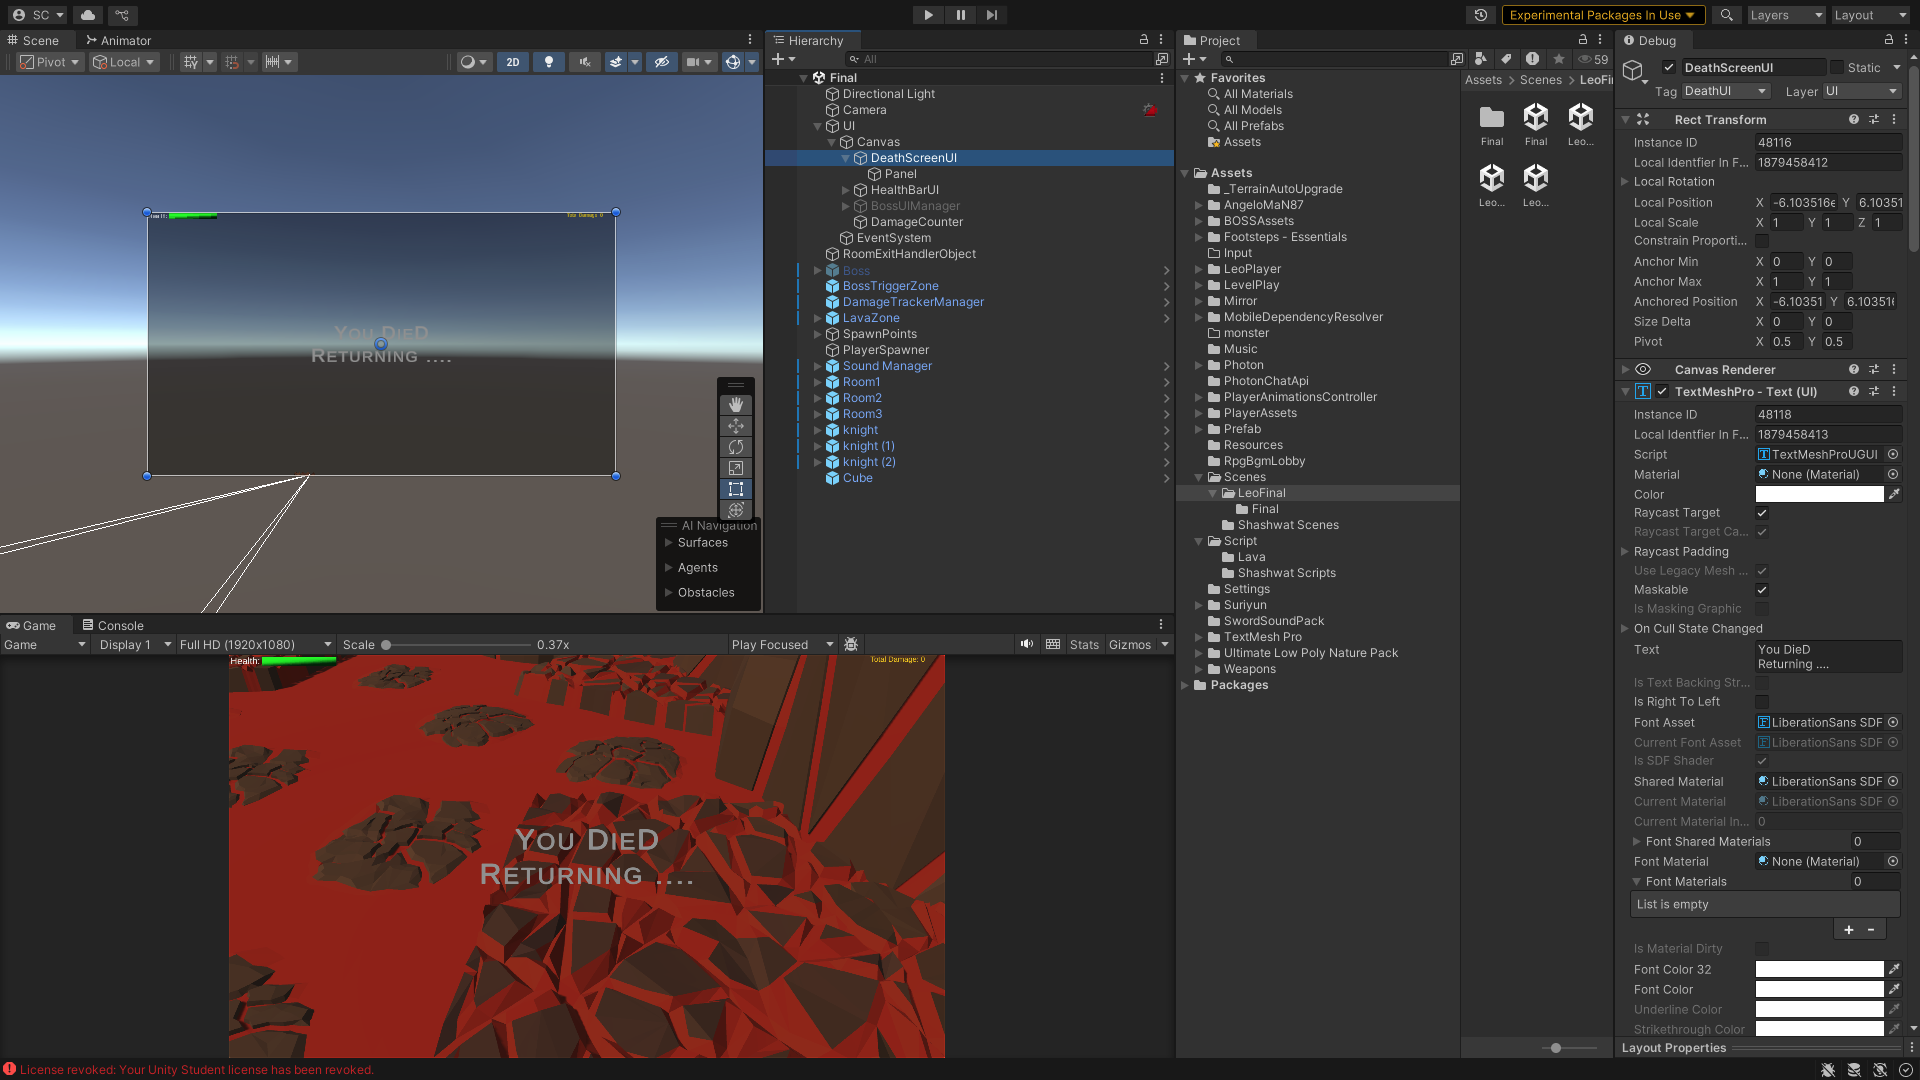 SC
Experimental Packages In Use
Layers
Layout
Scene
Animator
Pivot
Local
2D
You DieD
Returning ....
AI Navigation
Surfaces
Agents
Obstacles
Hierarchy
All
Final
Directional Light
Camera
UI
Canvas
DeathScreenUI
Panel
HealthBarUI
BossUIManager
DamageCounter
EventSystem
RoomExitHandlerObject
Boss
BossTriggerZone
DamageTrackerManager
LavaZone
SpawnPoints
PlayerSpawner
Sound Manager
Room1
Room2
Room3
knight
knight (1)
knight (2)
Cube
Project
59
Favorites
All Materials
All Models
All Prefabs
Assets
Assets
_TerrainAutoUpgrade
AngeloMaN87
BOSSAssets
Footsteps - Essentials
Input
LeoPlayer
LevelPlay
Mirror
MobileDependencyResolver
monster
Music
Photon
PhotonChatApi
PlayerAnimationsController
PlayerAssets
Prefab
Resources
RpgBgmLobby
Scenes
LeoFinal
Final
Shashwat Scenes
Script
Lava
Shashwat Scripts
Settings
Suriyun
SwordSoundPack
TextMesh Pro
Ultimate Low Poly Nature Pack
Weapons
Packages
Assets > Scenes > LeoFi
Final
Final
Leo...
Leo...
Leo...
Debug
DeathScreenUI
Static
Tag DeathUI
Layer UI
Rect Transform
Instance ID 48116
Local Identfier In F... 1879458412
Local Rotation
Local Position X -6.103516e Y 6.10351
Local Scale X 1 Y 1 Z 1
Constrain Proporti...
Anchor Min X 0 Y 0
Anchor Max X 1 Y 1
Anchored Position X -6.10351 Y 6.10351
Size Delta X 0 Y 0
Pivot X 0.5 Y 0.5
Canvas Renderer
TextMeshPro - Text (UI)
Instance ID 48118
Local Identfier In F... 1879458413
Script TextMeshProUGUI
Material None (Material)
Color
Raycast Target
Raycast Target Ca...
Raycast Padding
Use Legacy Mesh ...
Maskable
Is Masking Graphic
On Cull State Changed
Text You DieD
Returning ....
Is Text Backing Str...
Is Right To Left
Font Asset LiberationSans SDF
Current Font Asset LiberationSans SDF
Is SDF Shader
Shared Material LiberationSans SDF
Current Material LiberationSans SDF
Current Material In... 0
Font Shared Materials 0
Font Material None (Material)
Font Materials 0
List is empty
+ -
Is Material Dirty
Font Color 32
Font Color
Underline Color
Strikethrough Color
Layout Properties
Game
Console
Game
Display 1
Full HD (1920x1080)
Scale
0.37x
Play Focused
Stats
Gizmos
Health:
Total Damage: 0
You DieD
Returning ....
License revoked: Your Unity Student license has been revoked.